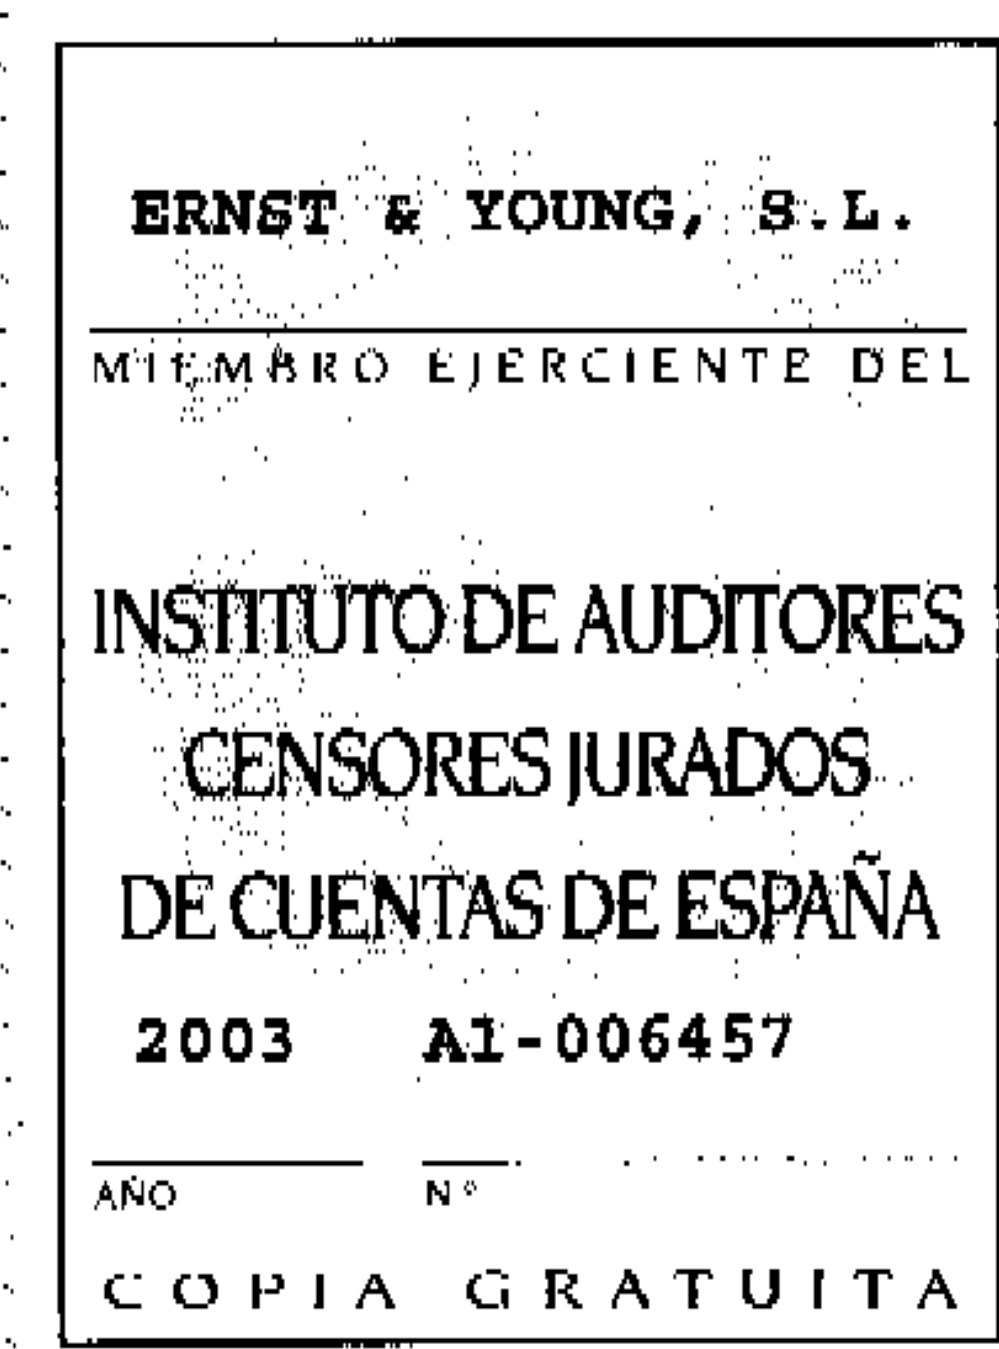 ERNST & YOUNG, S.L.
MIEMBRO EJERCIENTE DEL
INSTITUTO DE AUDITORES
CENSORES JURADOS
DE CUENTAS DE ESPAÑA
2003 A1-006457
AÑO Nº
COPIA GRATUITA